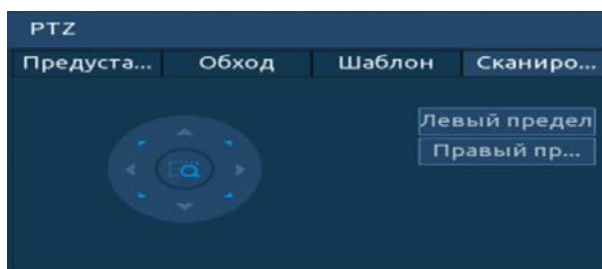 PTZ
Предуста... Обход Шаблон Сканиро...
Левый предел
Правый пр...